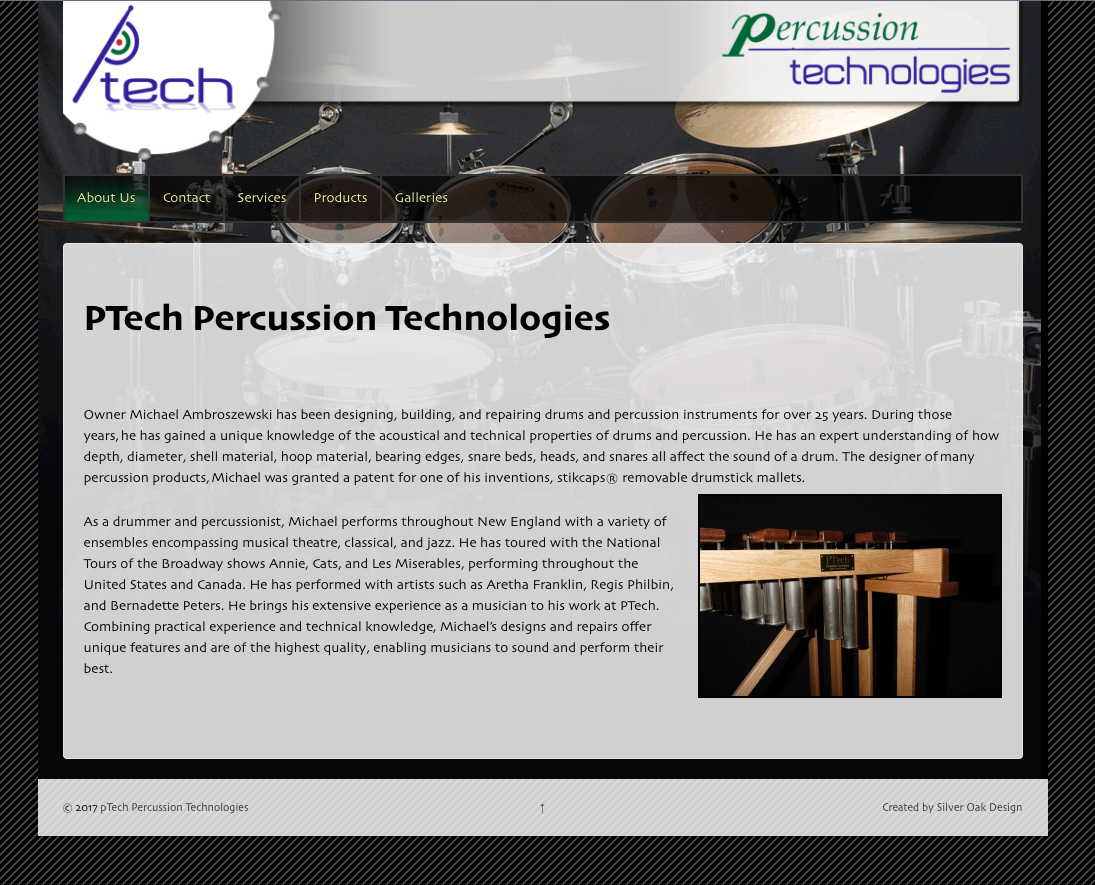 Ptech
Percussion
technologies
About Us
Contact
Services
Products
Galleries
PTech Percussion Technologies
Owner Michael Ambroszewski has been designing, building, and repairing drums and percussion instruments for over 25 years. During those
years, he has gained a unique knowledge of the acoustical and technical properties of drums and percussion. He has an expert understanding of how
depth, diameter, shell material, hoop material, bearing edges, snare beds, heads, and snares all affect the sound of a drum. The designer of many
percussion products, Michael was granted a patent for one of his inventions, stikcaps® removable drumstick mallets.
As a drummer and percussionist, Michael performs throughout New England with a variety of
ensembles encompassing musical theatre, classical, and jazz. He has toured with the National
Tours of the Broadway shows Annie, Cats, and Les Miserables, performing throughout the
United States and Canada. He has performed with artists such as Aretha Franklin, Regis Philbin,
and Bernadette Peters. He brings his extensive experience as a musician to his work at PTech.
Combining practical experience and technical knowledge, Michael's designs and repairs offer
unique features and are of the highest quality, enabling musicians to sound and perform their
best.
PTech
© 2017 pTech Percussion Technologies
↑
Created by Silver Oak Design